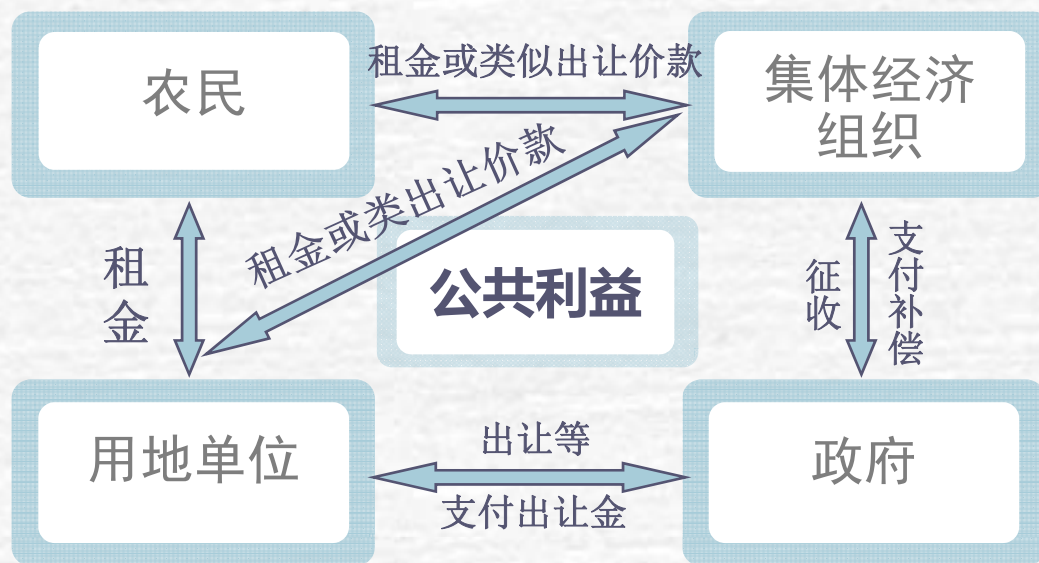 农民
租金或类似出让价款
集体经济
组织
租金或类出让价款
租金
公共利益
征收
支付补偿
用地单位
出让等
支付出让金
政府